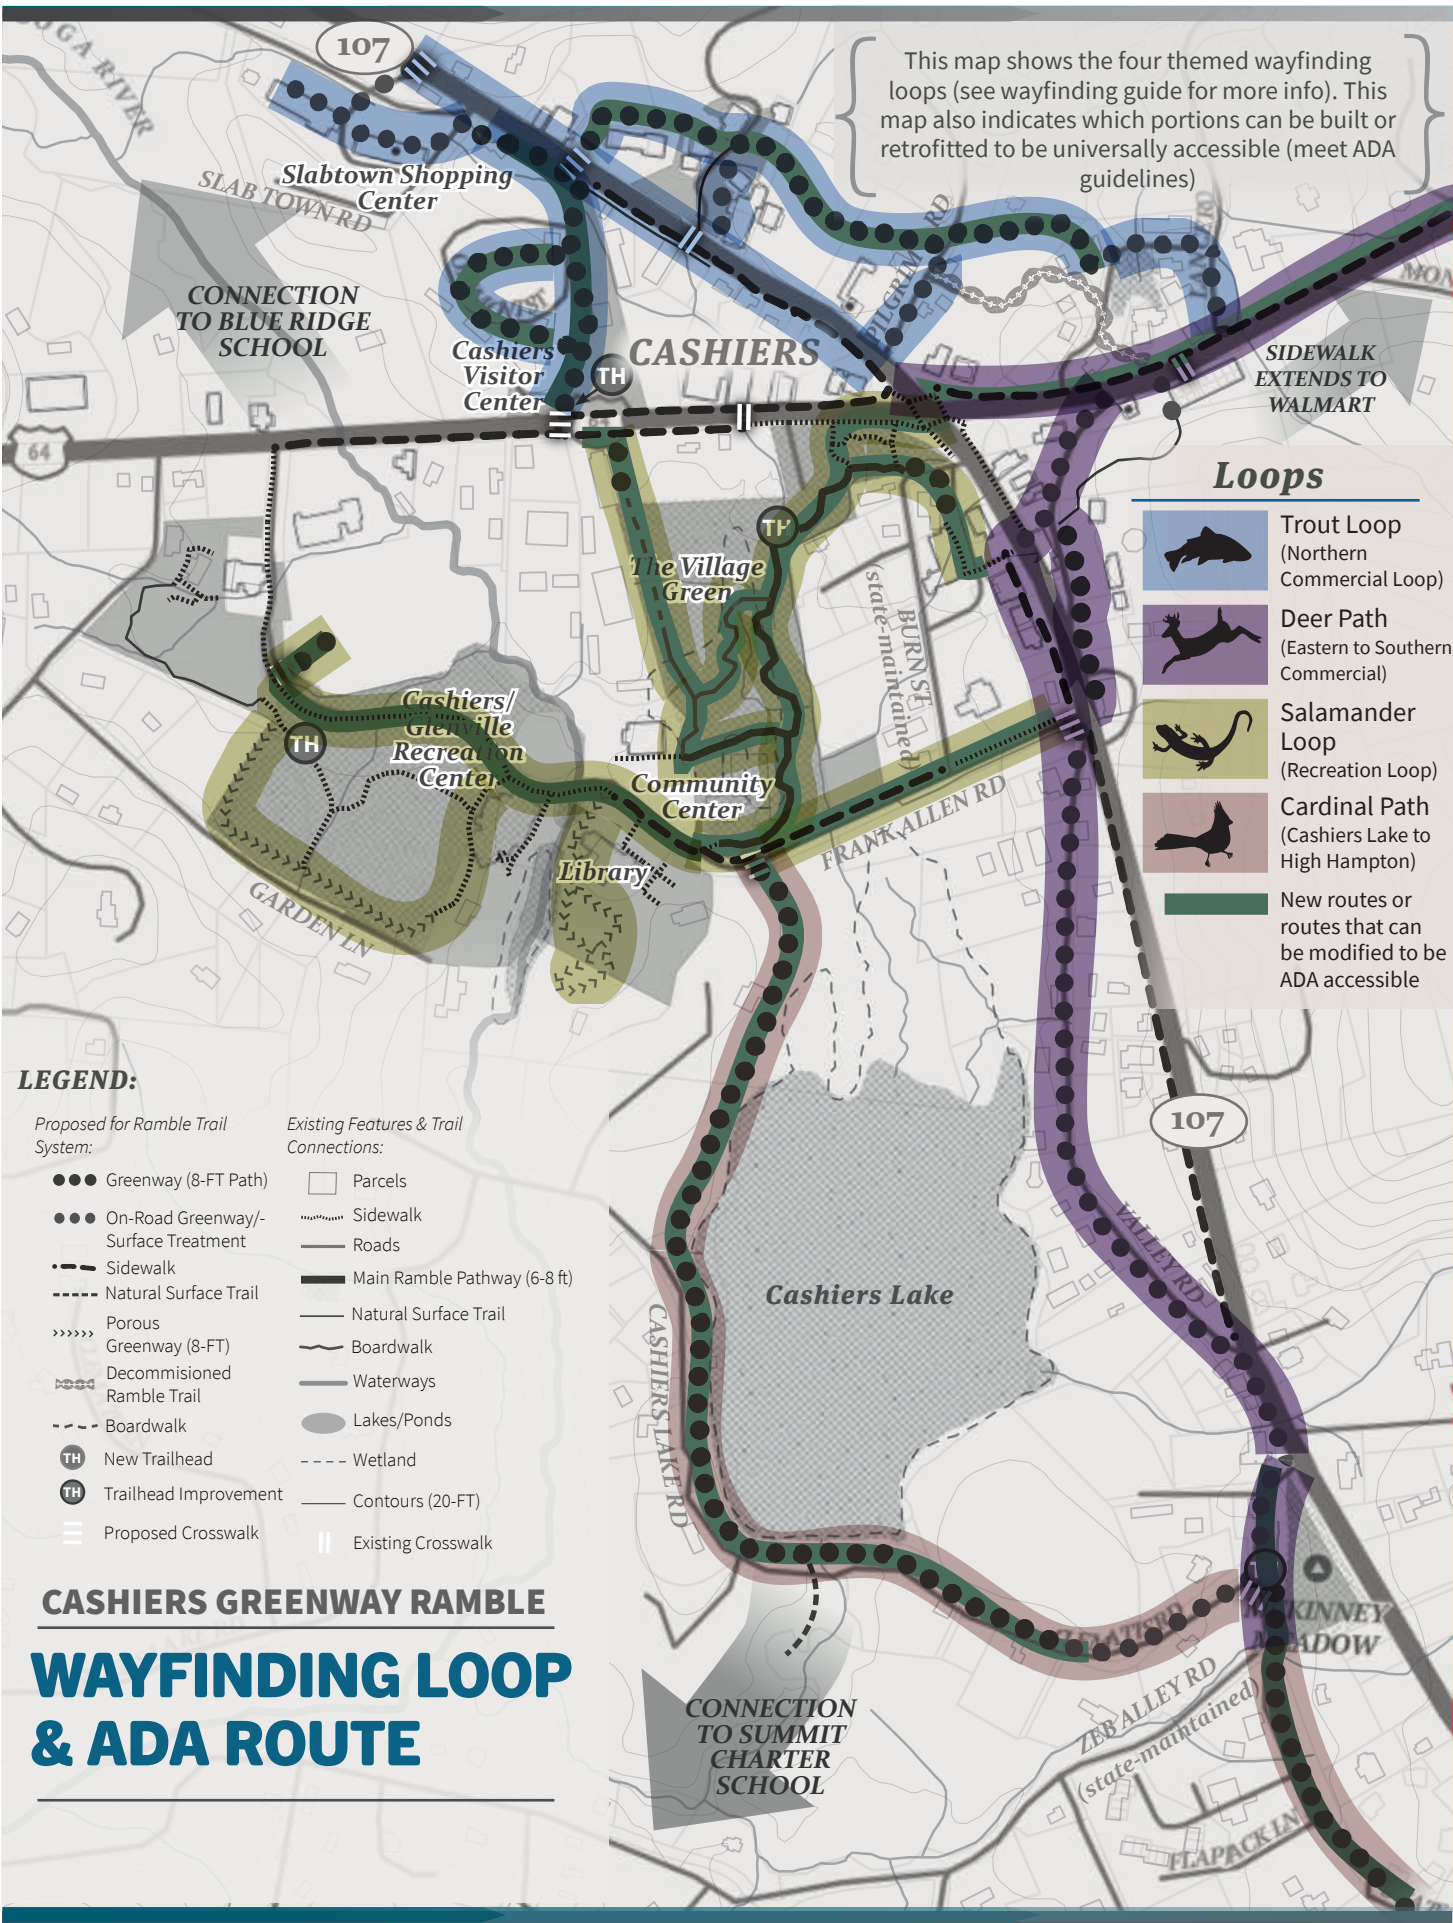 107
This map shows the four themed wayfinding
loops (see wayfinding guide for more info). This
map also indicates which portions can be built or
retrofitted to be universally accessible (meet ADA
guidelines)
RIVER
Slabtown Shopping
Center
SLAB TOWN RD
PILGRIM RD
CONNECTION
TO BLUE RIDGE
SCHOOL
Cashiers
Visitor
Center
TH
CASHIERS
SIDEWALK
EXTENDS TO
WALMART
64
64
TH
The Village
Green
BURN ST
(state-maintained)
Loops
Trout Loop
(Northern
Commercial Loop)
Deer Path
(Eastern to Southern
Commercial)
Salamander
Loop
(Recreation Loop)
Cardinal Path
(Cashiers Lake to
High Hampton)
New routes or
routes that can
be modified to be
ADA accessible
Cashiers/
Glenville
Recreation
Center
TH
Community
Center
FRANK ALLEN RD
Library
GARDEN LN
LEGEND:
Proposed for Ramble Trail
System:
Greenway (8-FT Path)
On-Road Greenway/-
Surface Treatment
Sidewalk
Natural Surface Trail
Porous
Greenway (8-FT)
Decommisioned
Ramble Trail
Boardwalk
TH New Trailhead
TH Trailhead Improvement
Proposed Crosswalk
Existing Features & Trail
Connections:
Parcels
Sidewalk
Roads
Main Ramble Pathway (6-8 ft)
Natural Surface Trail
Boardwalk
Waterways
Lakes/Ponds
Wetland
Contours (20-FT)
Existing Crosswalk
107
VALLEY RD
Cashiers Lake
CASHIERS LAKE RD
CASHIERS GREENWAY RAMBLE
WAYFINDING LOOP
& ADA ROUTE
CONNECTION
TO SUMMIT
CHARTER
SCHOOL
ZEB ALLEY RD
(state-maintained)
FLAPJACK LN